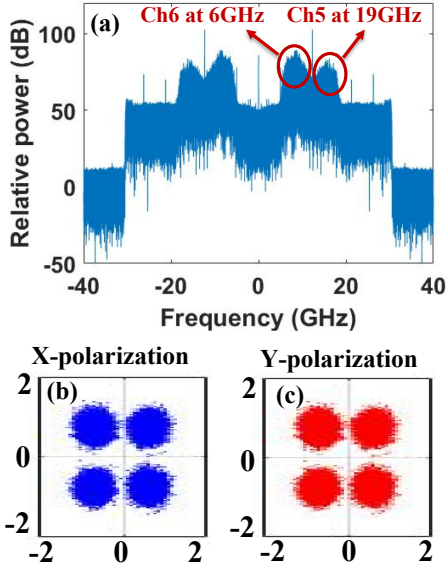 (a)
Ch6 at 6GHz
Ch5 at 19GHz
Relative power (dB)
100
50
0
-50
-40
-20
0
20
40
Frequency (GHz)
X-polarization
Y-polarization
(b)
2
0
-2
-2
0
2
(c)
2
0
-2
-2
0
2